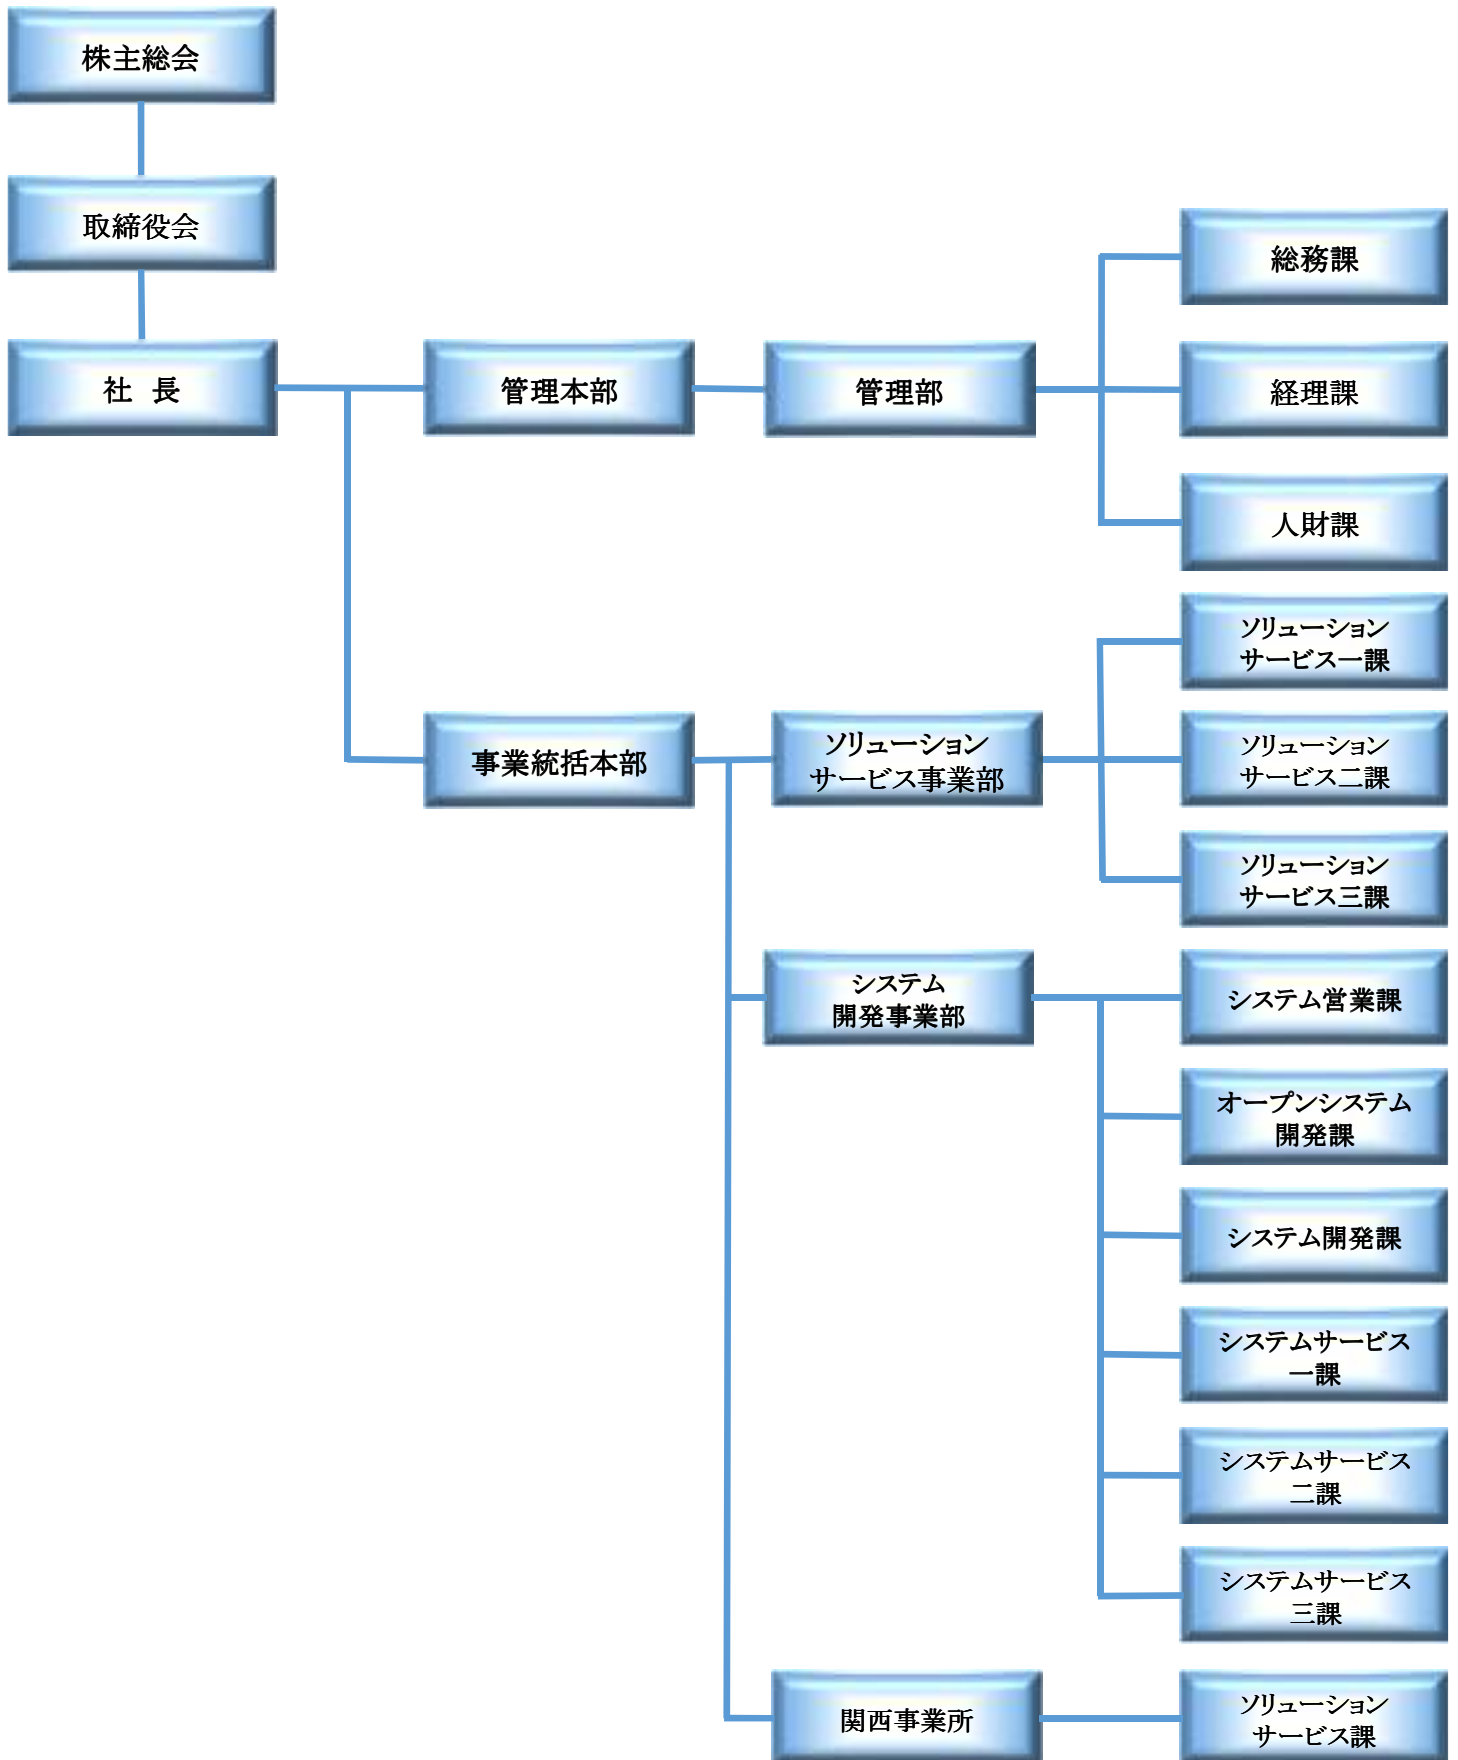 株主総会
取締役会
社　長
管理本部
管理部
総務課
経理課
人財課
事業統括本部
ソリューション
サービス事業部
ソリューション
サービス一課
ソリューション
サービス二課
ソリューション
サービス三課
システム
開発事業部
システム営業課
オープンシステム
開発課
システム開発課
システムサービス
一課
システムサービス
二課
システムサービス
三課
関西事業所
ソリューション
サービス課